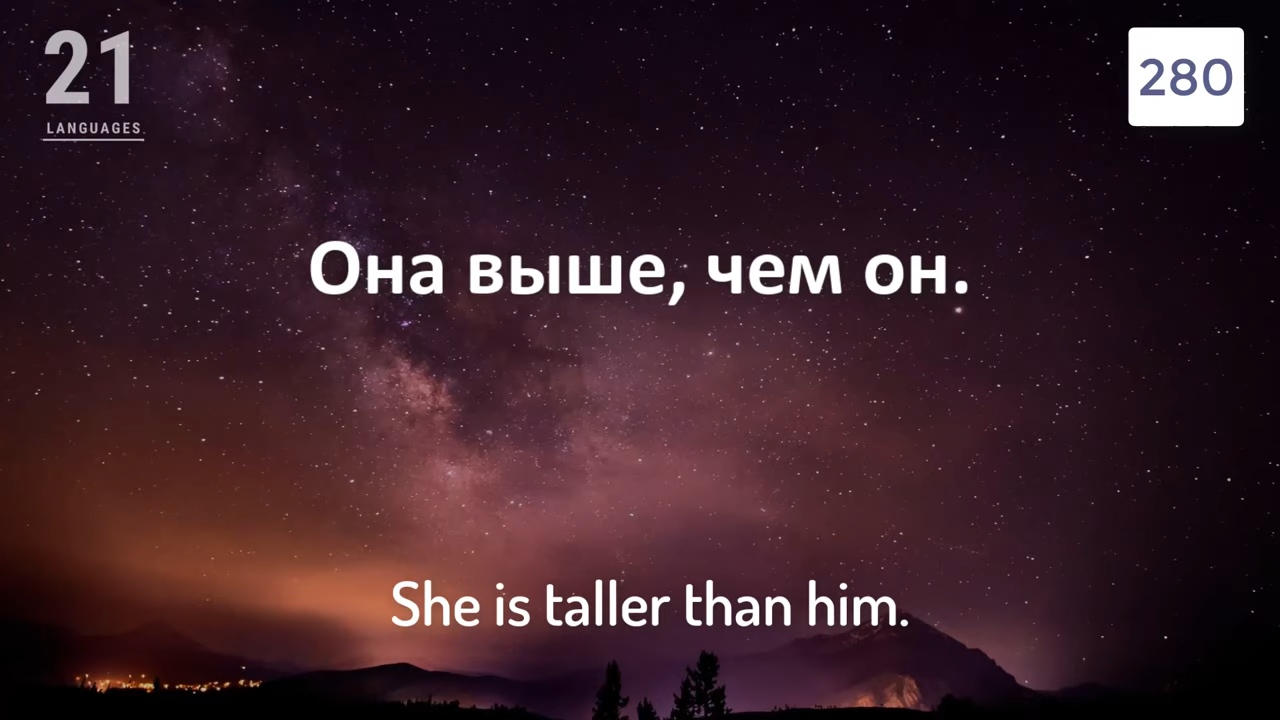 21
LANGUAGES
280
Она выше, чем он.
She is taller than him.